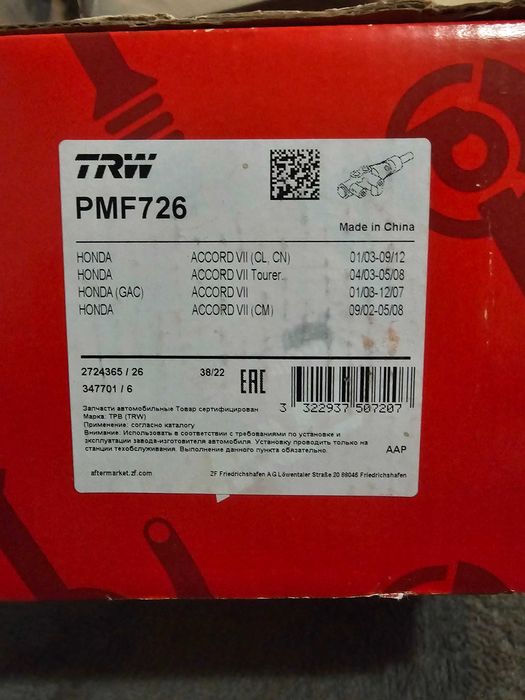 TRW
PMF726
Made in China
HONDA ACCORD VII (CL, CN) 01/03-09/12
HONDA ACCORD VII Tourer 04/03-05/08
HONDA (GAC) ACCORD VII 01/03-12/07
HONDA ACCORD VII (CM) 09/02-05/08
2724365 / 26 38/22
347701 / 6
EAC
3 322937 507207
Запчасти автомобильные Товар сертифицирован
Марка: ТРВ (TRW)
Применение: согласно каталогу
Внимание: Использовать в соответствии с требованиями по установке и
эксплуатации завода-изготовителя автомобиля. Установку проводить только на
станции техобслуживания. Выполнение данного пункта обязательно. AAP
aftermarket.zf.com ZF Friedrichshafen AG Löwentaler Straße 20 88046 Friedrichshafen